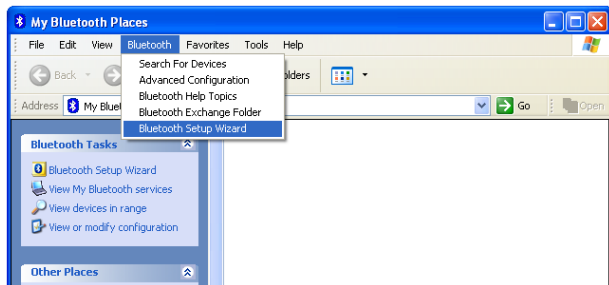 My Bluetooth Places
File Edit View Bluetooth Favorites Tools Help
Search For Devices
Advanced Configuration
Bluetooth Help Topics
Bluetooth Exchange Folder
Bluetooth Setup Wizard
Back
Address My
Go
Open
Bluetooth Tasks
Bluetooth Setup Wizard
View My Bluetooth services
View devices in range
View or modify configuration
Other Places